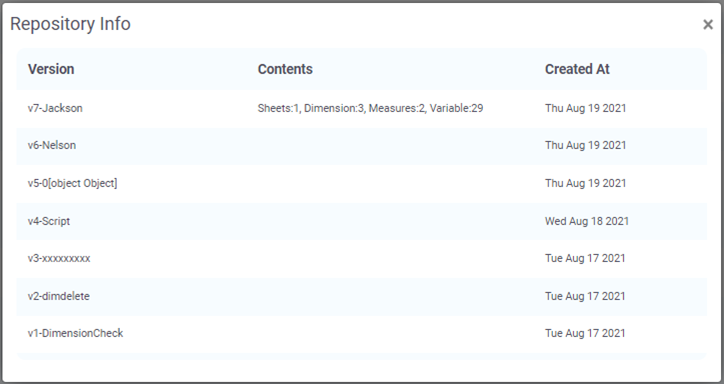 Repository Info ×
Version Contents Created At
v7-Jackson Sheets:1, Dimension:3, Measures:2, Variable:29 Thu Aug 19 2021
v6-Nelson Thu Aug 19 2021
v5-0[object Object] Thu Aug 19 2021
v4-Script Wed Aug 18 2021
v3-xxxxxxxxx Tue Aug 17 2021
v2-dimdelete Tue Aug 17 2021
v1-DimensionCheck Tue Aug 17 2021